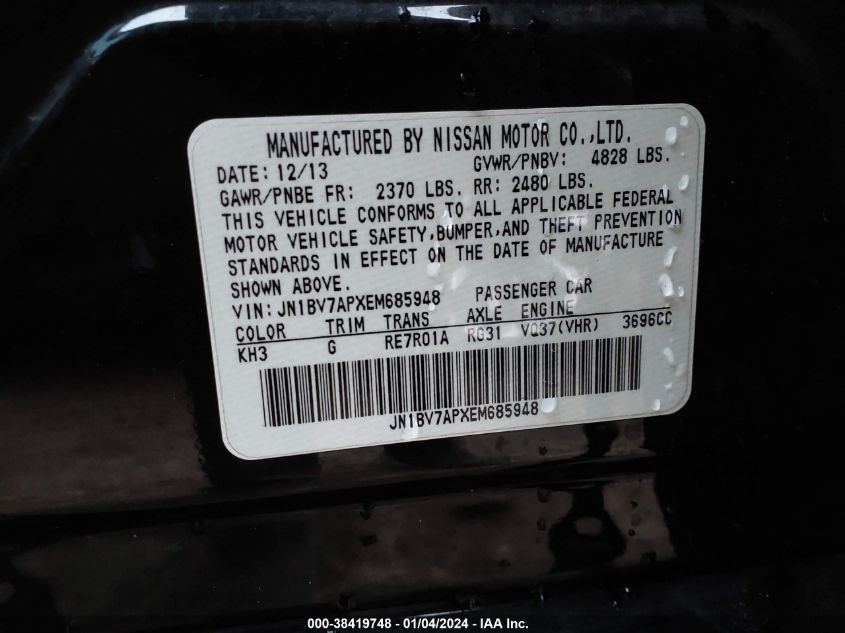 MANUFACTURED BY NISSAN MOTOR CO.,LTD.
DATE: 12/13 GVWR/PNBV: 4828 LBS.
GAWR/PNBE FR: 2370 LBS. RR: 2480 LBS.
THIS VEHICLE CONFORMS TO ALL APPLICABLE FEDERAL
MOTOR VEHICLE SAFETY,BUMPER,AND THEFT PREVENTION
STANDARDS IN EFFECT ON THE DATE OF MANUFACTURE
SHOWN ABOVE.
VIN: JN1BV7APXEM685948 PASSENGER CAR
COLOR TRIM TRANS AXLE ENGINE
KH3 G RE7R01A RG31 VQ37(VHR) 3696CC
JN1BV7APXEM685948
000-38419748 - 01/04/2024 - IAA Inc.